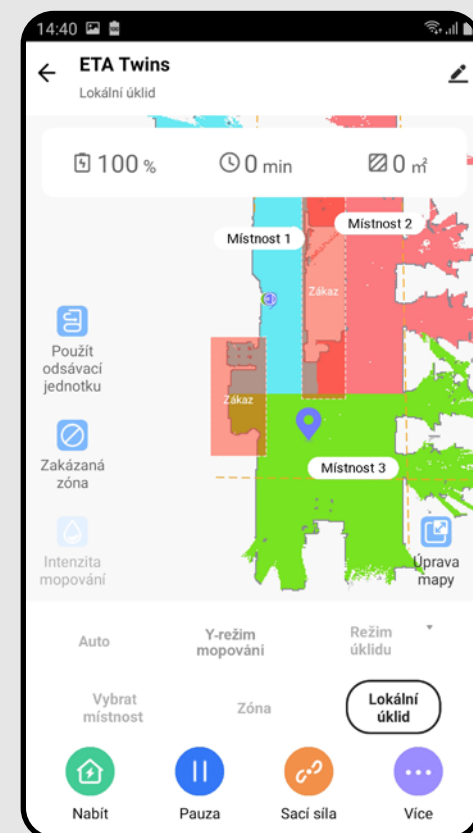 14:40
ETA Twins
Lokální úklid
100 %
0 min
0 m²
Místnost 2
Místnost 1
Zákaz
Použít
odsávací
jednotku
Zákaz
Zakázaná
zóna
Místnost 3
Intenzita
mopování
Úprava
mapy
Auto
Y-režim
mopování
Režim
úklidu
Vybrat
místnost
Zóna
Lokální
úklid
Nabít
Pauza
Sací síla
Více